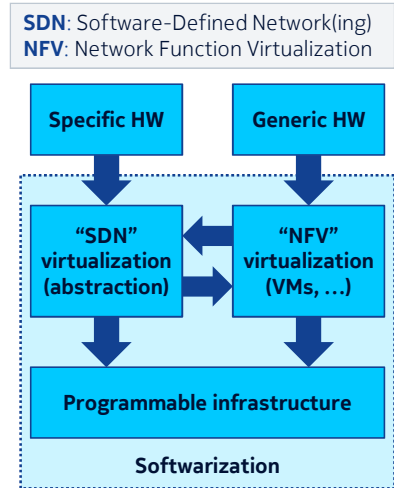 SDN: Software-Defined Network(ing)
NFV: Network Function Virtualization
Specific HW
Generic HW
“SDN”
virtualization
(abstraction)
“NFV”
virtualization
(VMs, ...)
Programmable infrastructure
Softwarization